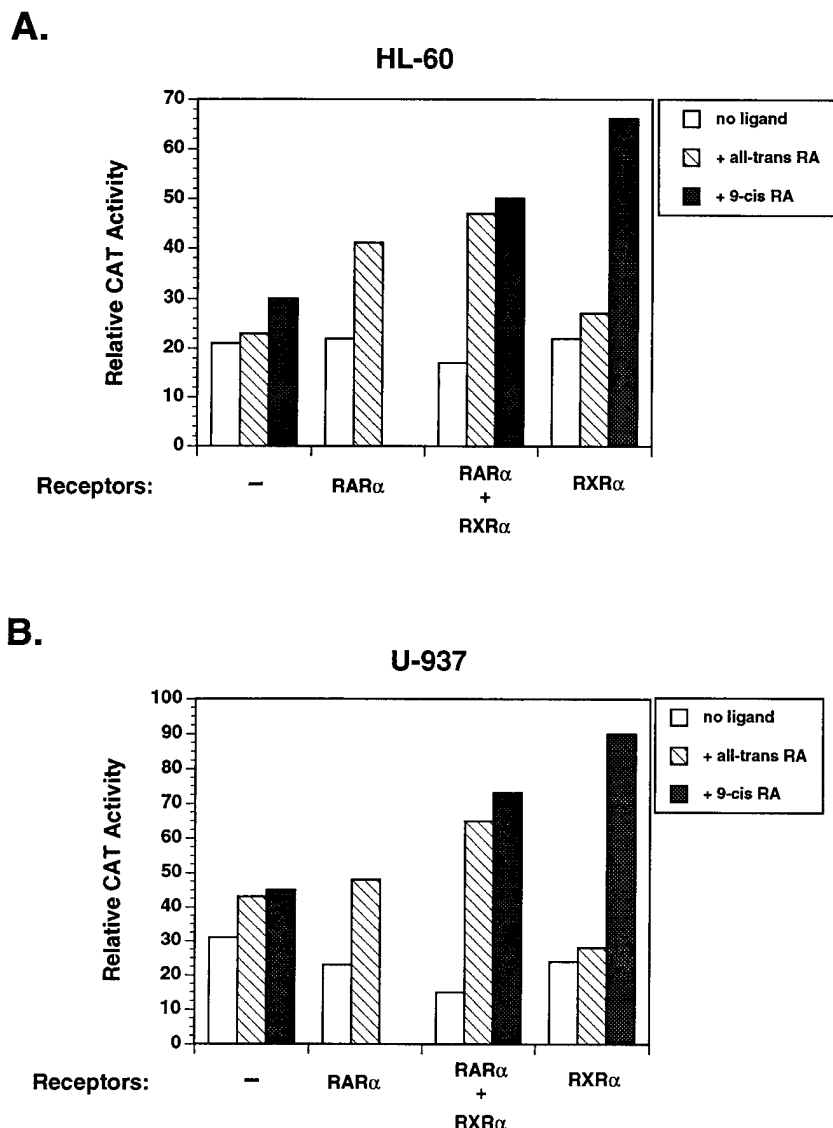 A.
HL-60
70
60
50
40
30
20
10
0
Relative CAT Activity
no ligand
+ all-trans RA
+ 9-cis RA
Receptors:
–
RARα
RARα
+
RXRα
RXRα
B.
U-937
100
90
80
70
60
50
40
30
20
10
0
Relative CAT Activity
no ligand
+ all-trans RA
+ 9-cis RA
Receptors:
–
RARα
RARα
+
RXRα
RXRα